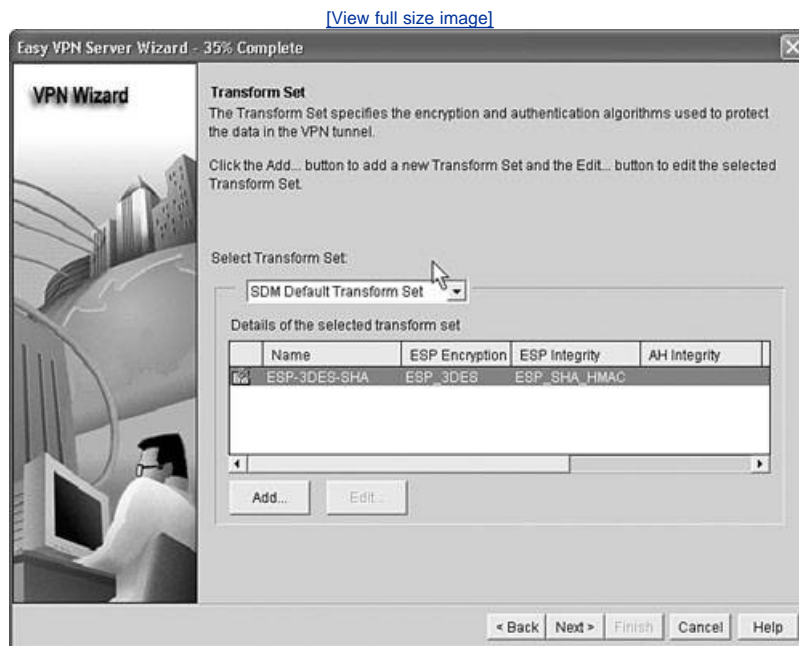 [View full size image]
Easy VPN Server Wizard - 35% Complete
VPN Wizard
Transform Set
The Transform Set specifies the encryption and authentication algorithms used to protect
the data in the VPN tunnel.
Click the Add... button to add a new Transform Set and the Edit... button to edit the selected
Transform Set.
Select Transform Set:
SDM Default Transform Set
Details of the selected transform set
Name ESP Encryption ESP Integrity AH Integrity
ESP-3DES-SHA ESP_3DES ESP_SHA_HMAC
Add... Edit...
< Back Next > Finish Cancel Help